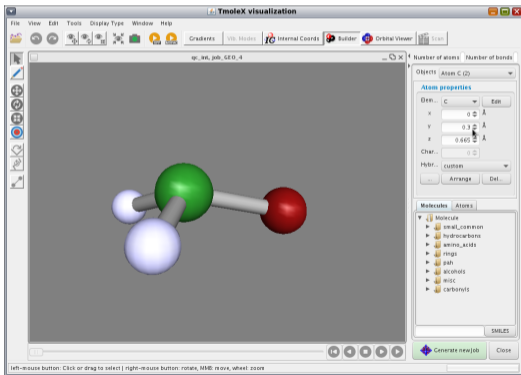 TmoleX visualization
File View Edit Tools Display Type Window Help
Gradients Vib. Modes Internal Coords Builder Orbital Viewer Scan
qc_ini_job_GEO_4
Number of atoms Number of bonds
Objects Atom C (2)
Atom properties
Elem... C Edit
X 0 Å
Y 0.3 Å
0.665 Å
Char... 0
Hybr... custom
... Arrange Del...
Molecules Atoms
Molecule
small_common
hydrocarbons
amino_acids
rings
pah
alcohols
misc
carbonyls
SMILES
Generate new Job Close
left-mouse button: Click or drag to select | right-mouse button: rotate, MMB: move, wheel: zoom